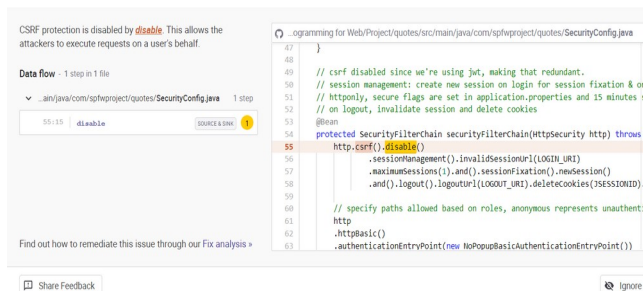 CSRF protection is disabled by disable. This allows the
attackers to execute requests on a user's behalf.
Data flow - 1 step in 1 file
...ain/java/com/spfwproject/quotes/SecurityConfig.java 1 step
55:15 disable SOURCE & SINK 1
Find out how to remediate this issue through our Fix analysis »
...ogramming for Web/Project/quotes/src/main/java/com/spfwproject/quotes/SecurityConfig.java
47 }
48
49 // csrf disabled since we're using jwt, making that redundant.
50 // session management: create new session on login for session fixation &
51 // httponly, secure flags are set in application.properties and 15 minutes
52 // on logout, invalidate session and delete cookies
53 @Bean
54 protected SecurityFilterChain securityFilterChain(HttpSecurity http) throws
55 http.csrf().disable()
56 .sessionManagement().invalidSessionUrl(LOGIN_URI)
57 .maximumSessions(1).and().sessionFixation().newSession()
58 .and().logout().logoutUrl(LOGOUT_URI).deleteCookies(JSESSIONID).
59
60 // specify paths allowed based on roles, anonymous represents unauthenti
61 http
62 .httpBasic()
63 .authenticationEntryPoint(new NoPopupBasicAuthenticationEntryPoint())
Share Feedback
Ignore